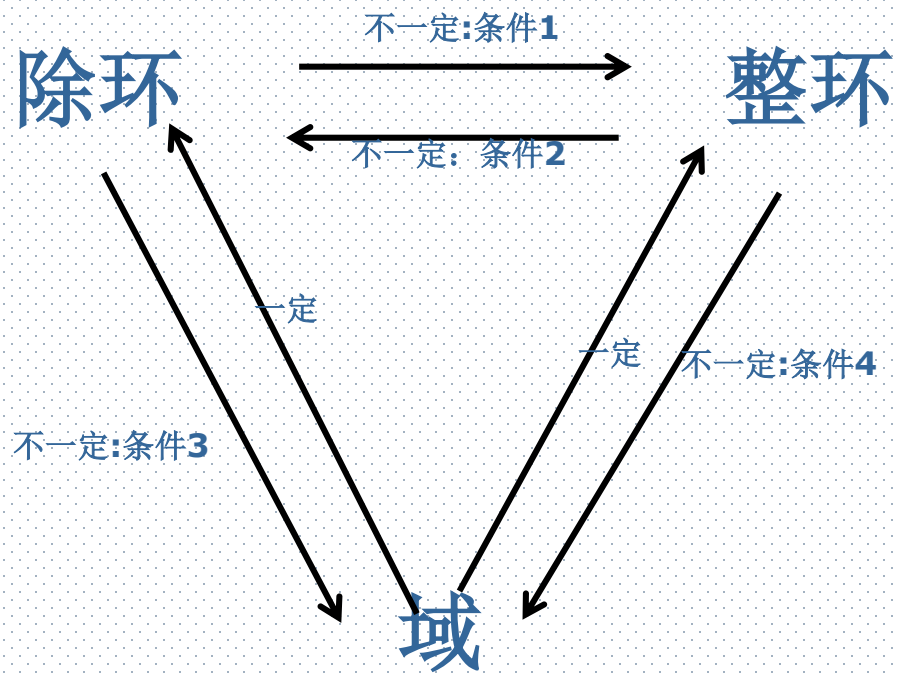 不一定:条件1
除环
整环
不一定：条件2
一定
一定
不一定:条件4
不一定:条件3
域